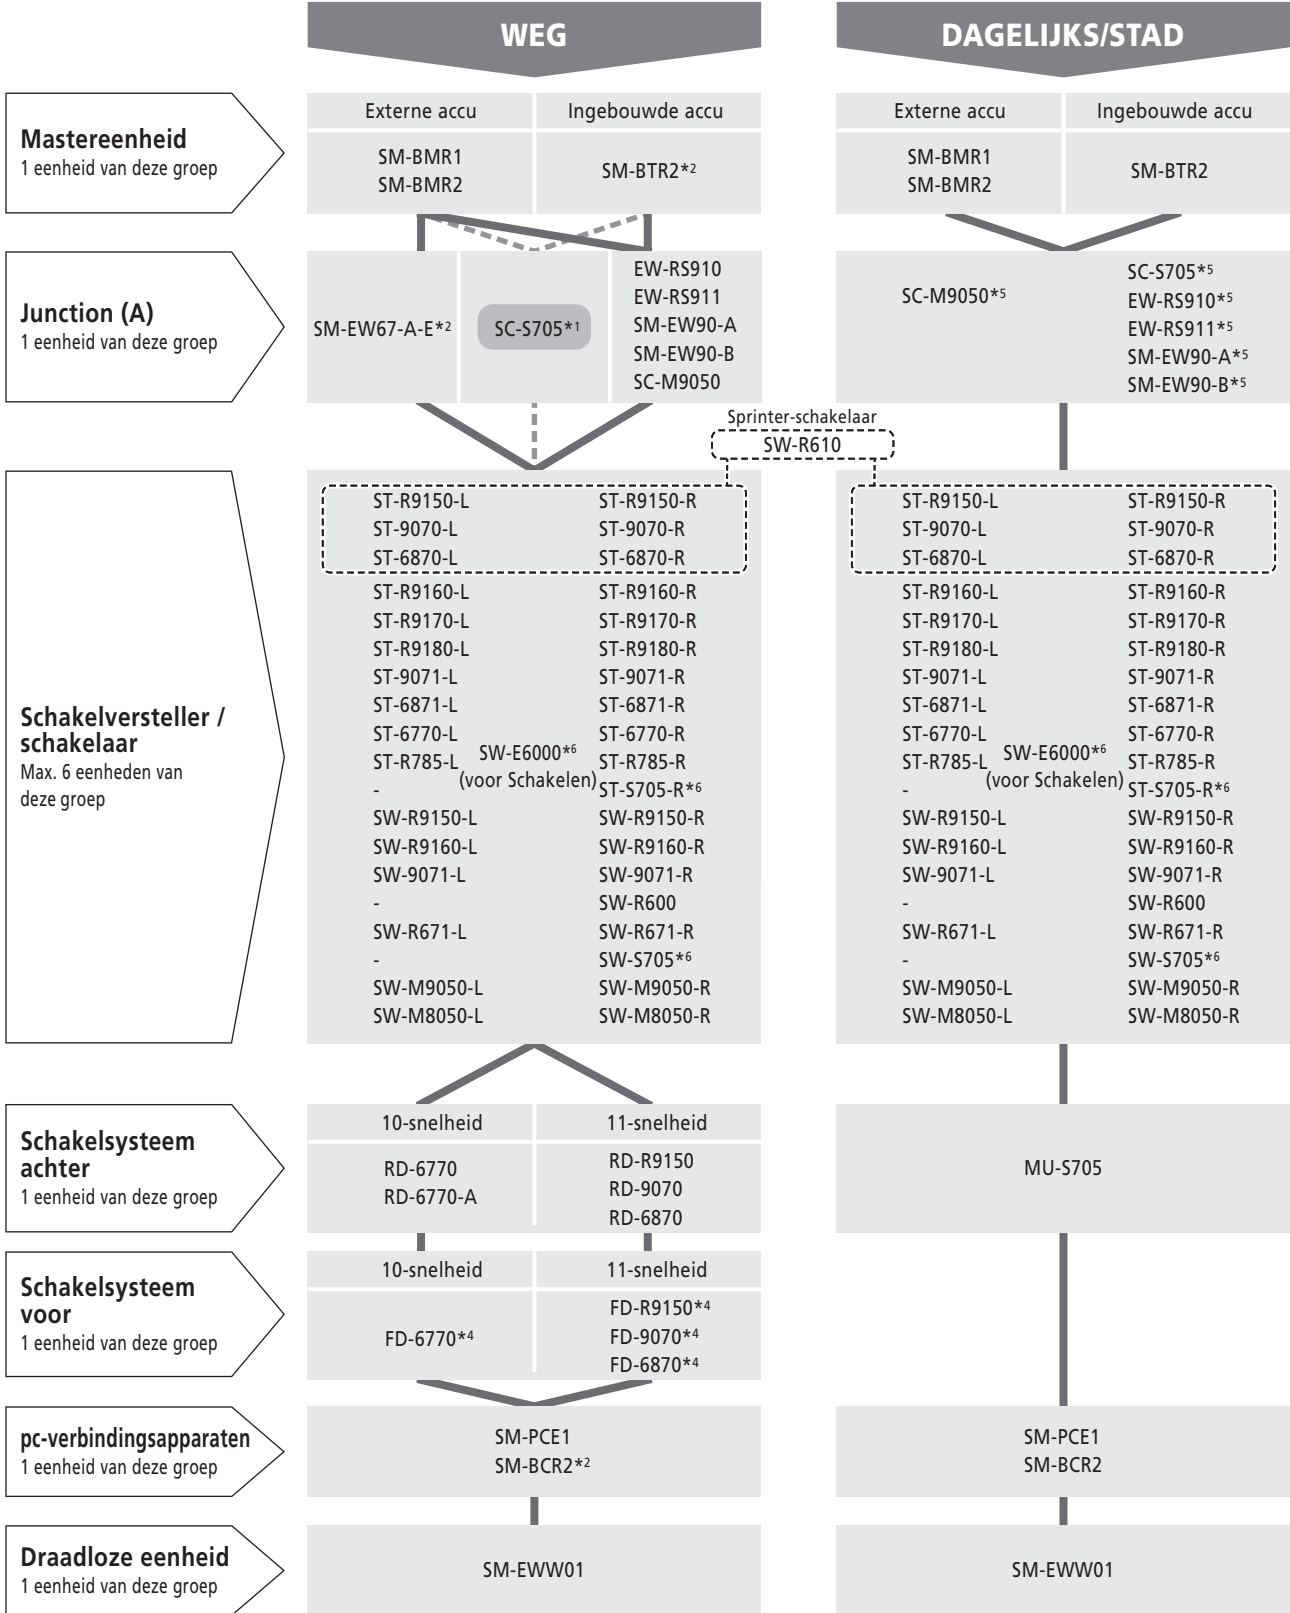 WEG
DAGELIJKS/STAD
Mastereenheid
1 eenheid van deze groep
Externe accu
Ingebouwde accu
SM-BMR1
SM-BMR2
SM-BTR2*2
Externe accu
Ingebouwde accu
SM-BMR1
SM-BMR2
SM-BTR2
Junction (A)
1 eenheid van deze groep
SM-EW67-A-E*2
SC-S705*1
EW-RS910
EW-RS911
SM-EW90-A
SM-EW90-B
SC-M9050
SC-M9050*5
SC-S705*5
EW-RS910*5
EW-RS911*5
SM-EW90-A*5
SM-EW90-B*5
Sprinter-schakelaar
SW-R610
Schakelversteller /
schakelaar
Max. 6 eenheden van
deze groep
ST-R9150-L ST-R9150-R
ST-9070-L ST-9070-R
ST-6870-L ST-6870-R
ST-R9160-L ST-R9160-R
ST-R9170-L ST-R9170-R
ST-R9180-L ST-R9180-R
ST-9071-L ST-9071-R
ST-6871-L ST-6871-R
ST-6770-L ST-6770-R
ST-R785-L SW-E6000*6 ST-R785-R
- (voor Schakelen) ST-S705-R*6
SW-R9150-L SW-R9150-R
SW-R9160-L SW-R9160-R
SW-9071-L SW-9071-R
- SW-R600
SW-R671-L SW-R671-R
- SW-S705*6
SW-M9050-L SW-M9050-R
SW-M8050-L SW-M8050-R
ST-R9150-L ST-R9150-R
ST-9070-L ST-9070-R
ST-6870-L ST-6870-R
ST-R9160-L ST-R9160-R
ST-R9170-L ST-R9170-R
ST-R9180-L ST-R9180-R
ST-9071-L ST-9071-R
ST-6871-L ST-6871-R
ST-6770-L ST-6770-R
ST-R785-L SW-E6000*6 ST-R785-R
- (voor Schakelen) ST-S705-R*6
SW-R9150-L SW-R9150-R
SW-R9160-L SW-R9160-R
SW-9071-L SW-9071-R
- SW-R600
SW-R671-L SW-R671-R
- SW-S705*6
SW-M9050-L SW-M9050-R
SW-M8050-L SW-M8050-R
Schakelsysteem
achter
1 eenheid van deze groep
10-snelheid
11-snelheid
RD-6770
RD-6770-A
RD-R9150
RD-9070
RD-6870
MU-S705
Schakelsysteem
voor
1 eenheid van deze groep
10-snelheid
11-snelheid
FD-6770*4
FD-R9150*4
FD-9070*4
FD-6870*4
pc-verbindingsapparaten
1 eenheid van deze groep
SM-PCE1
SM-BCR2*2
SM-PCE1
SM-BCR2
Draadloze eenheid
1 eenheid van deze groep
SM-EWW01
SM-EWW01